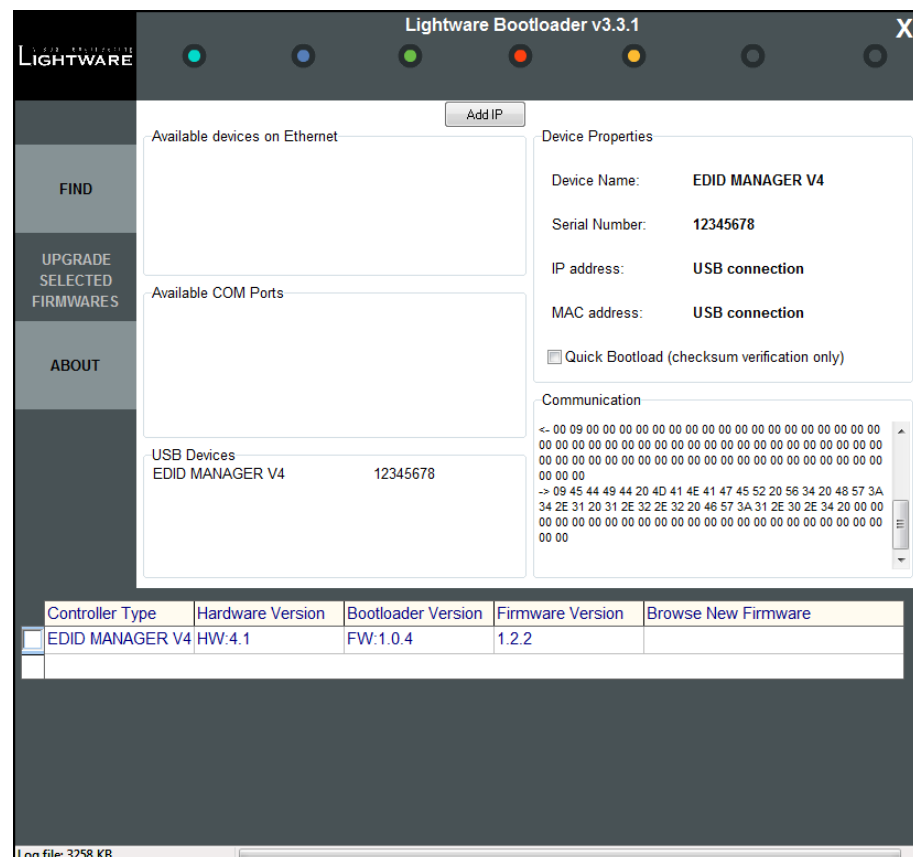 Lightware Bootloader v3.3.1
X
LIGHTWARE
Add IP
Available devices on Ethernet
Device Properties
FIND
Device Name: EDID MANAGER V4
Serial Number: 12345678
UPGRADE
SELECTED
FIRMWARES
IP address: USB connection
Available COM Ports
MAC address: USB connection
ABOUT
Quick Bootload (checksum verification only)
Communication
<- 00 09 00 00 00 00 00 00 00 00 00 00 00 00 00 00 00 00 00 00
00 00 00 00 00 00 00 00 00 00 00 00 00 00 00 00 00 00 00 00 00
00 00 00 00 00 00 00 00 00 00 00 00 00 00 00 00 00 00 00 00 00
00 00 00
-> 09 45 44 49 44 20 4D 41 4E 41 47 45 52 20 56 34 20 48 57 3A
34 2E 31 20 31 2E 32 2E 32 20 46 57 3A 31 2E 30 2E 34 20 00 00
00 00 00 00 00 00 00 00 00 00 00 00 00 00 00 00 00 00 00 00 00
00 00
USB Devices
EDID MANAGER V4 12345678
Controller Type Hardware Version Bootloader Version Firmware Version Browse New Firmware
EDID MANAGER V4 HW:4.1 FW:1.0.4 1.2.2
Log file: 3258 KB